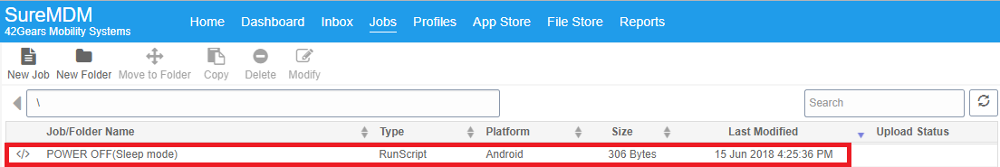 SureMDM
42Gears Mobility Systems
Home Dashboard Inbox Jobs Profiles App Store File Store Reports
New Job New Folder Move to Folder Copy Delete Modify
\ Search
Job/Folder Name Type Platform Size Last Modified Upload Status
</> POWER OFF(Sleep mode) RunScript Android 306 Bytes 15 Jun 2018 4:25:36 PM